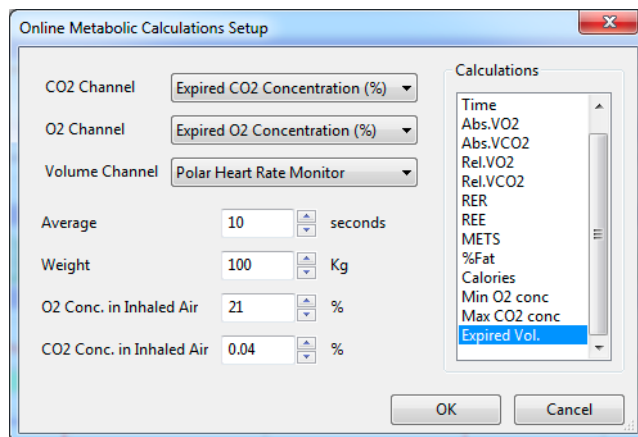 Online Metabolic Calculations Setup
CO2 Channel Expired CO2 Concentration (%)
O2 Channel Expired O2 Concentration (%)
Volume Channel Polar Heart Rate Monitor
Average 10 seconds
Weight 100 Kg
O2 Conc. in Inhaled Air 21 %
CO2 Conc. in Inhaled Air 0.04 %
Calculations
Time
Abs.VO2
Abs.VCO2
Rel.VO2
Rel.VCO2
RER
REE
METS
%Fat
Calories
Min O2 conc
Max CO2 conc
Expired Vol.
OK Cancel